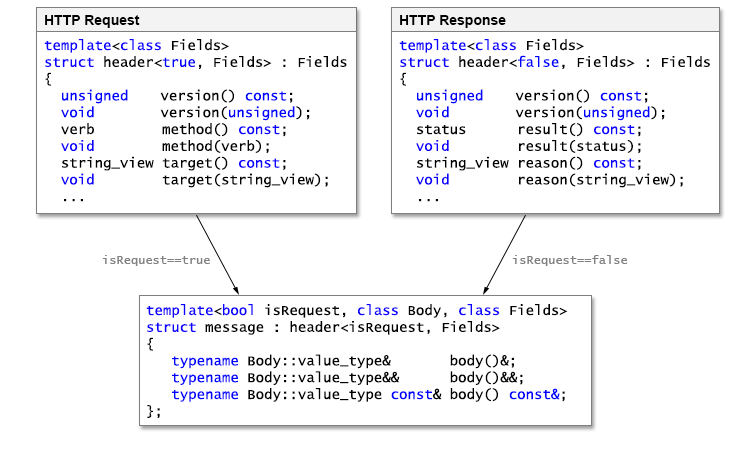 HTTP Request
template<class Fields>
struct header<true, Fields> : Fields
{
  unsigned    version() const;
  void        version(unsigned);
  verb        method() const;
  void        method(verb);
  string_view target() const;
  void        target(string_view);
  ...
HTTP Response
template<class Fields>
struct header<false, Fields> : Fields
{
  unsigned    version() const;
  void        version(unsigned);
  status      result() const;
  void        result(status);
  string_view reason() const;
  void        reason(string_view);
  ...
isRequest==true
isRequest==false
template<bool isRequest, class Body, class Fields>
struct message : header<isRequest, Fields>
{
   typename Body::value_type&       body()&;
   typename Body::value_type&&      body()&&;
   typename Body::value_type const& body() const&;
};